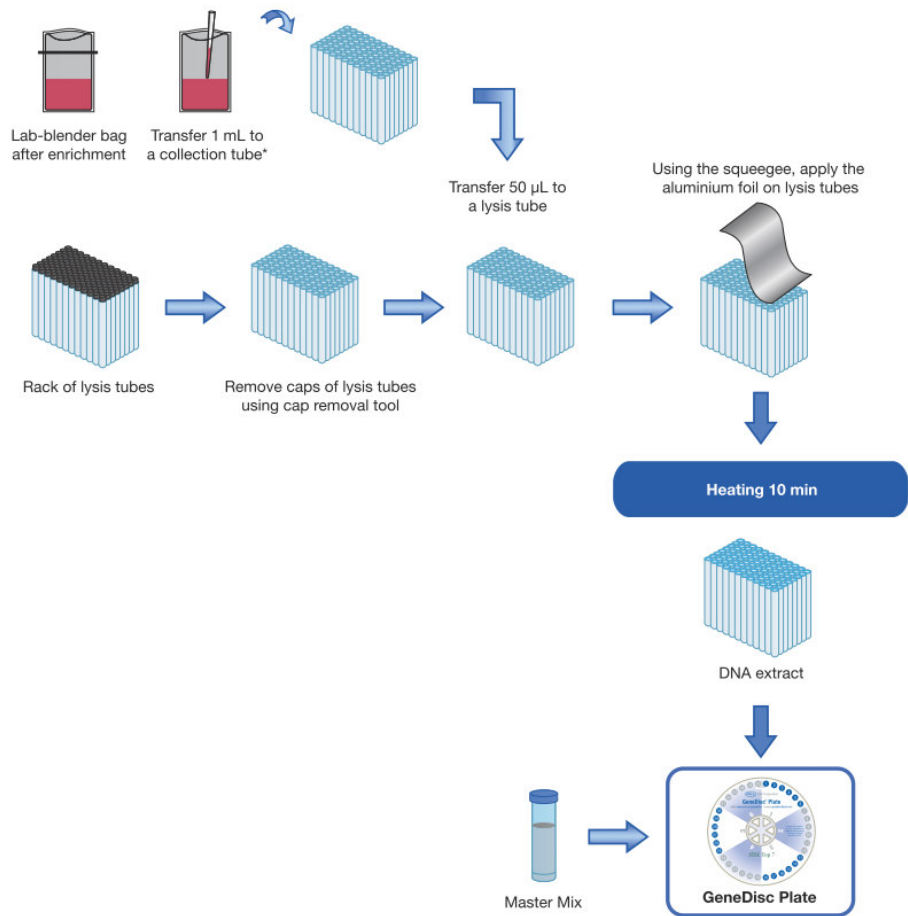 Lab-blender bag
after enrichment
Transfer 1 mL to
a collection tube*
Transfer 50 µL to
a lysis tube
Using the squeegee, apply the
aluminium foil on lysis tubes
Rack of lysis tubes
Remove caps of lysis tubes
using cap removal tool
Heating 10 min
DNA extract
Master Mix
GeneDisc Plate
GeneDisc Plate